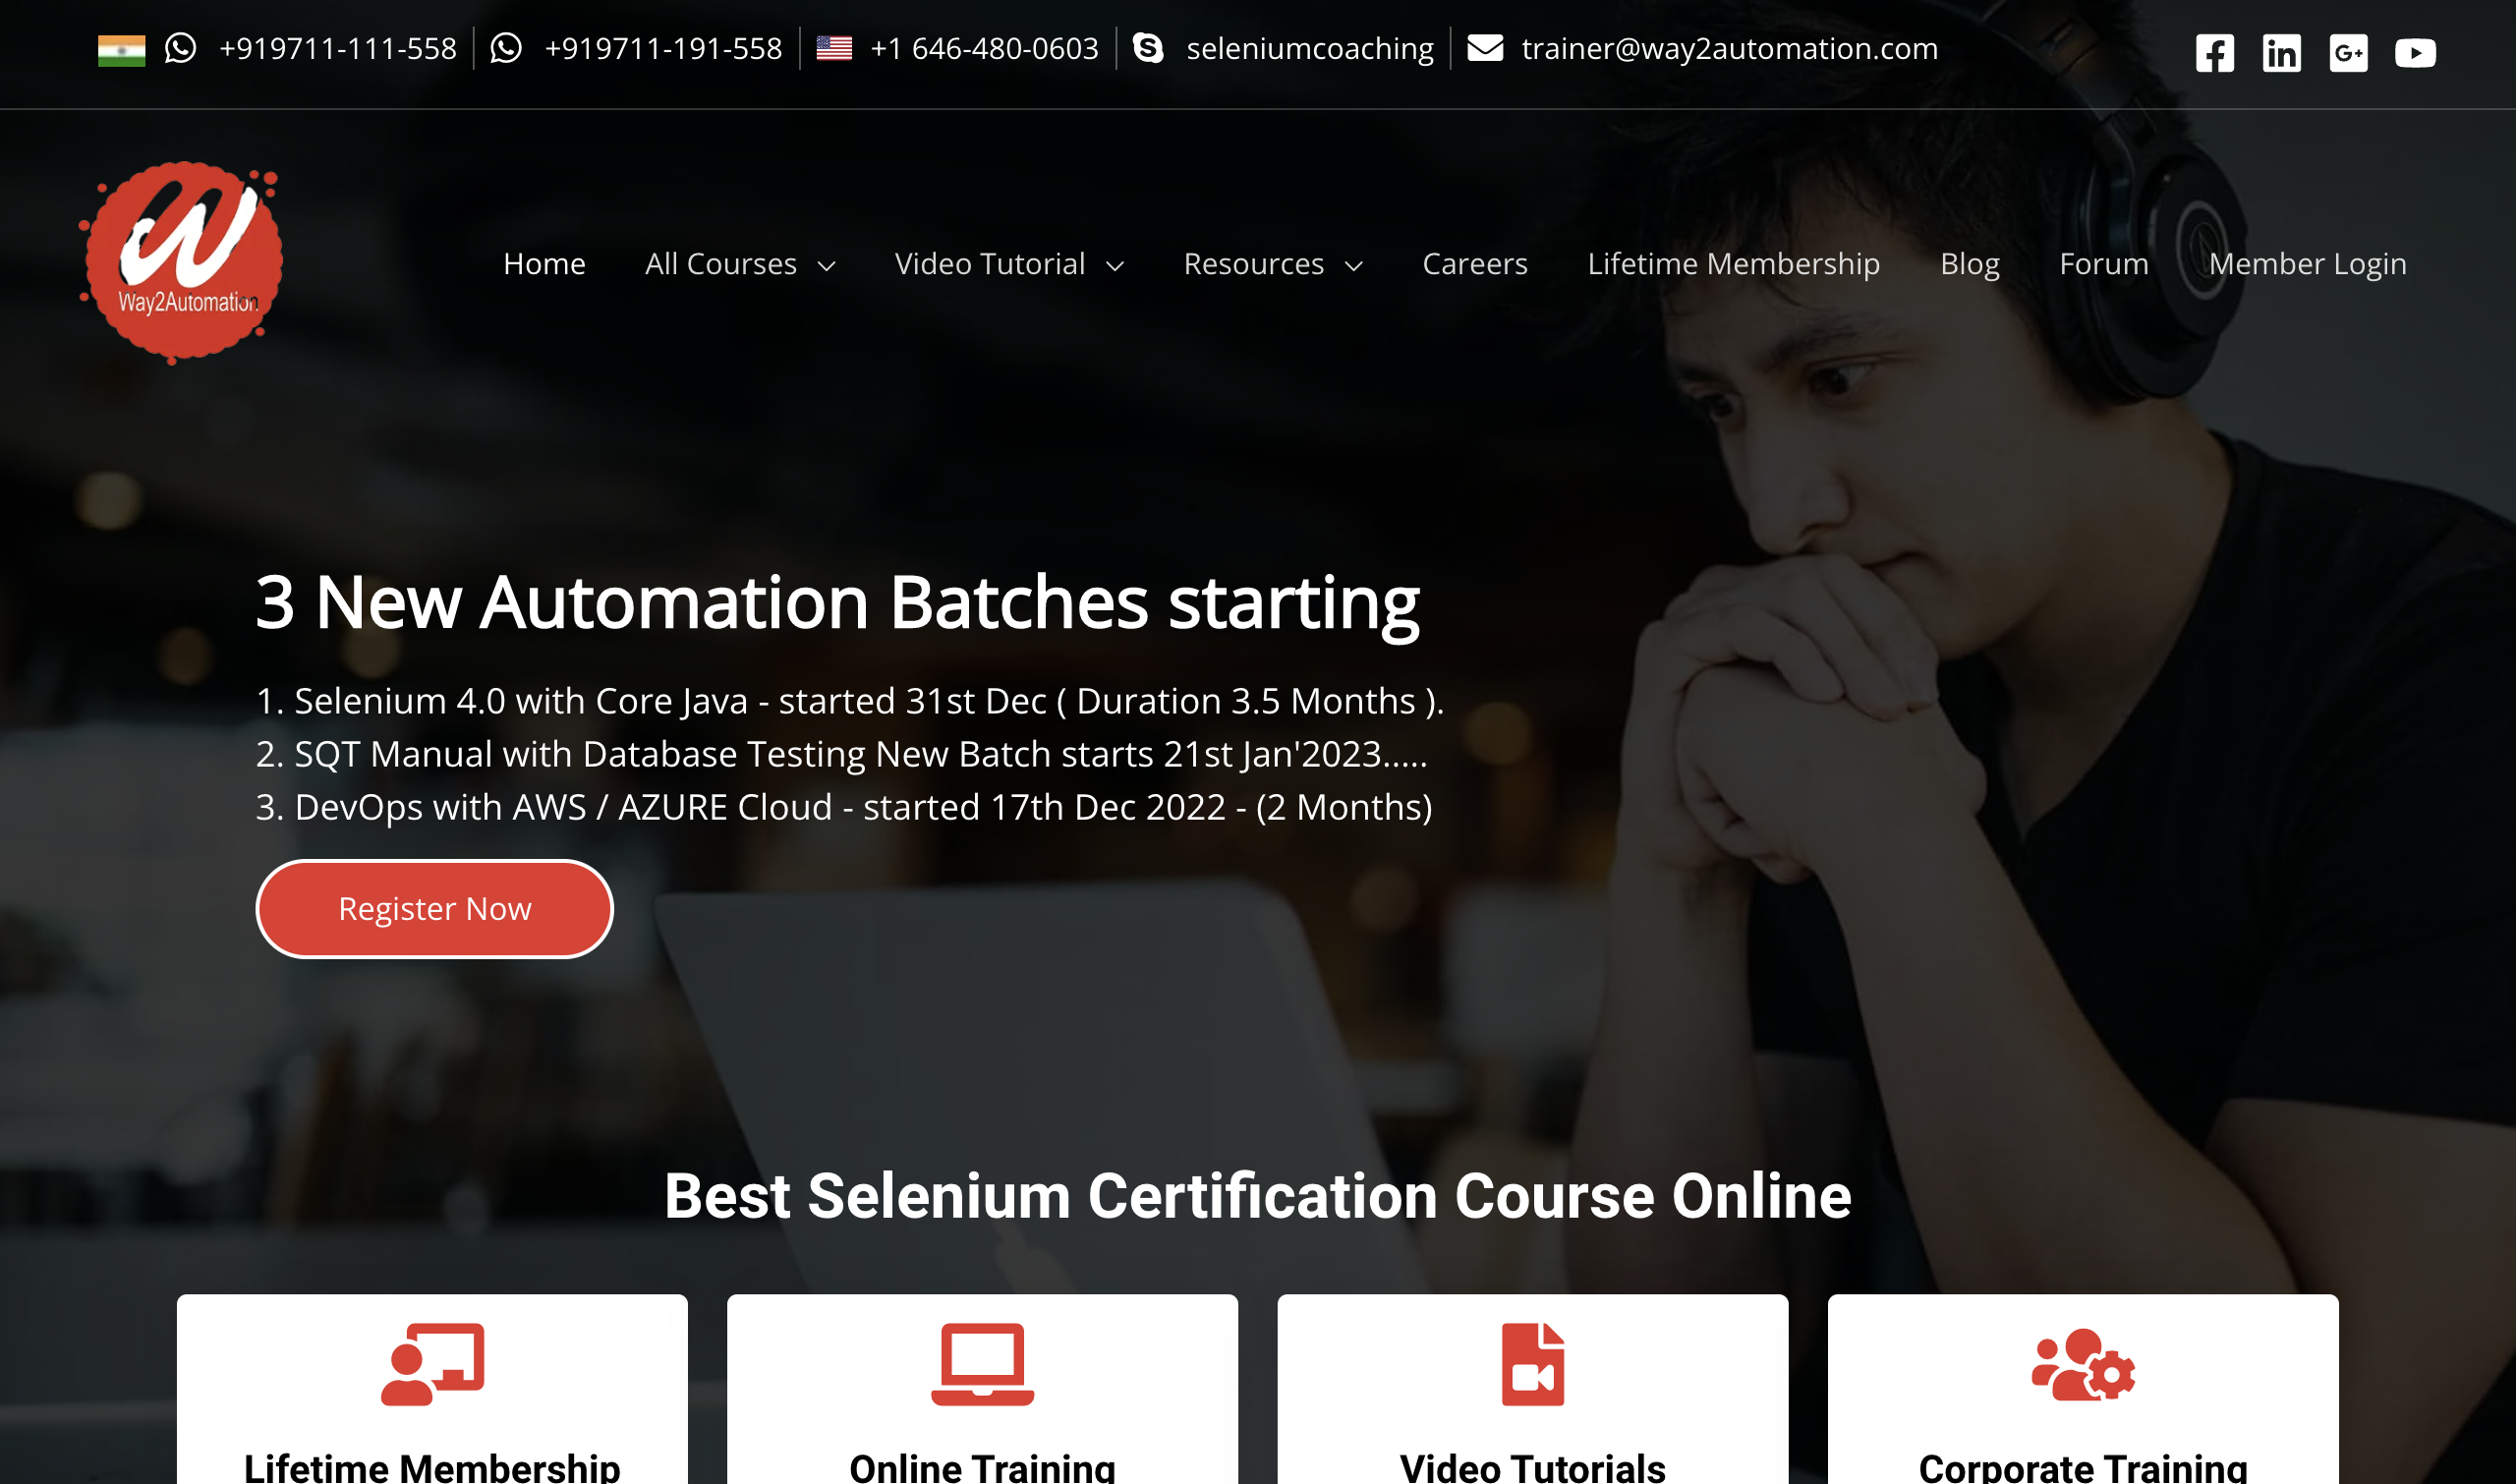 +919711-111-558 +919711-191-558 +1 646-480-0603 seleniumcoaching trainer@way2automation.com
W
Way2Automation
Home All Courses Video Tutorial Resources Careers Lifetime Membership Blog Forum Member Login
3 New Automation Batches starting
1. Selenium 4.0 with Core Java - started 31st Dec ( Duration 3.5 Months ).
2. SQT Manual with Database Testing New Batch starts 21st Jan'2023.....
3. DevOps with AWS / AZURE Cloud - started 17th Dec 2022 - (2 Months)
Register Now
Best Selenium Certification Course Online
Lifetime Membership Online Training Video Tutorials Corporate Training